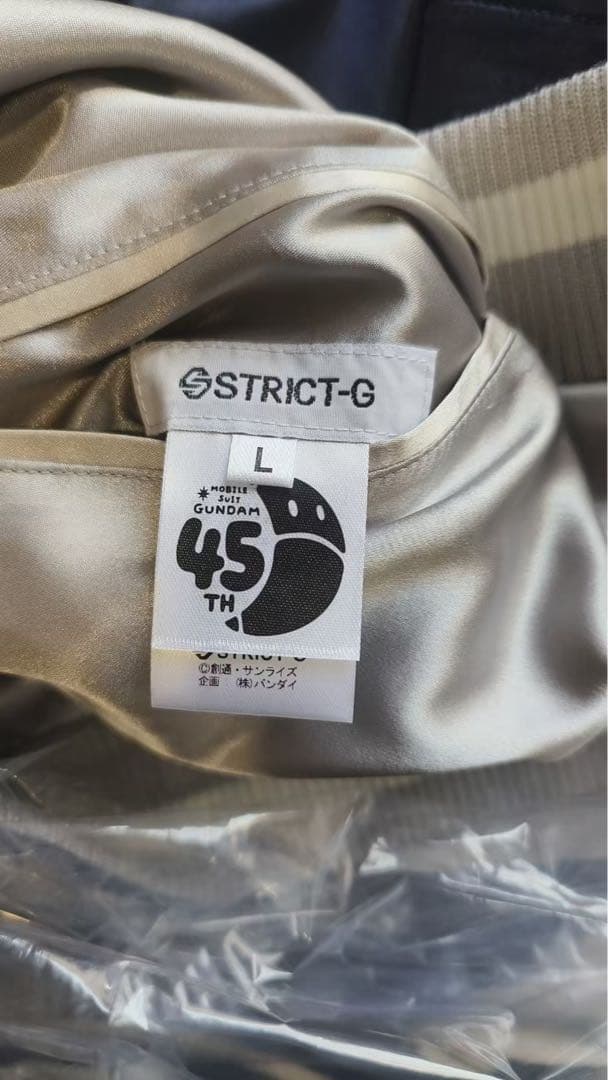 STRICT-G
L
MOBILE
SUIT
GUNDAM
45
TH
STRICT-G
©創通・サンライズ
企画 (株)バンダイ